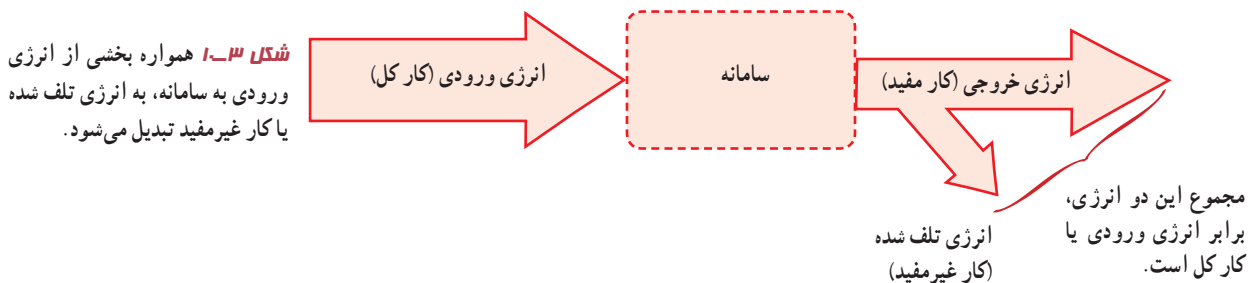 شکل ۳ـ۱۰ همواره بخشی از انرژی
ورودی به سامانه، به انرژی تلف شده
یا کار غیرمفید تبدیل می‌شود.
انرژی ورودی (کار کل)
سامانه
انرژی خروجی (کار مفید)
انرژی تلف شده
(کار غیرمفید)
مجموع این دو انرژی،
برابر انرژی ورودی یا
کار کل است.